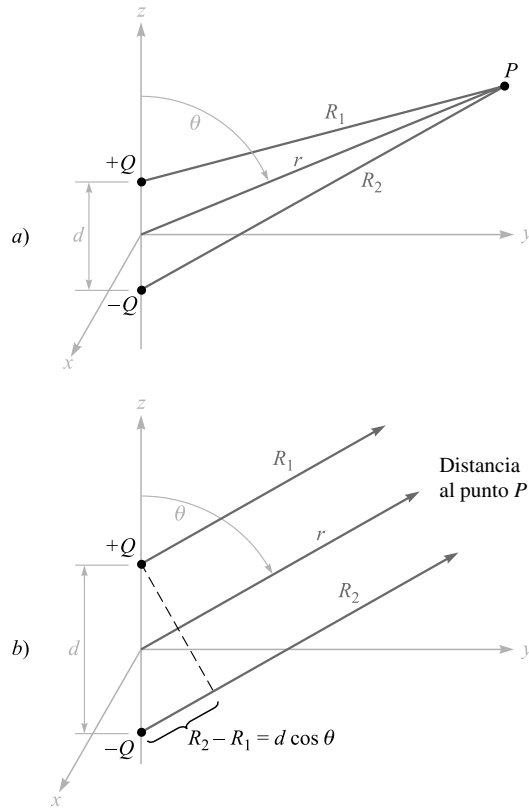 z
P
θ
R₁
+Q
r
R₂
a)
d
y
−Q
x
z
R₁
Distancia
al punto P
θ
+Q
r
R₂
b)
d
y
−Q
R₂ – R₁ = d cos θ
x